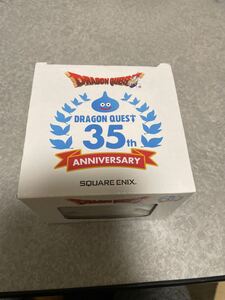 DRAGON QUEST
DRAGON QUEST
35th
ANNIVERSARY
SQUARE ENIX